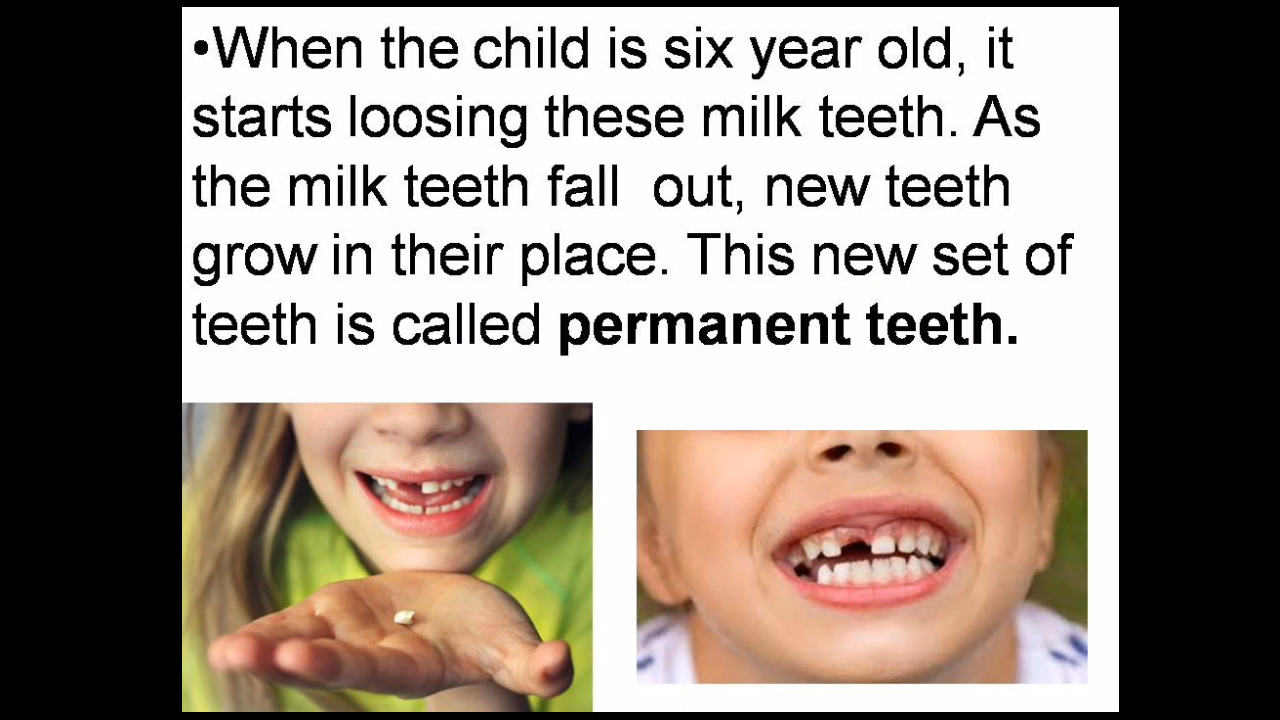 •When the child is six year old, it
starts loosing these milk teeth. As
the milk teeth fall  out, new teeth
grow in their place. This new set of
teeth is called permanent teeth.